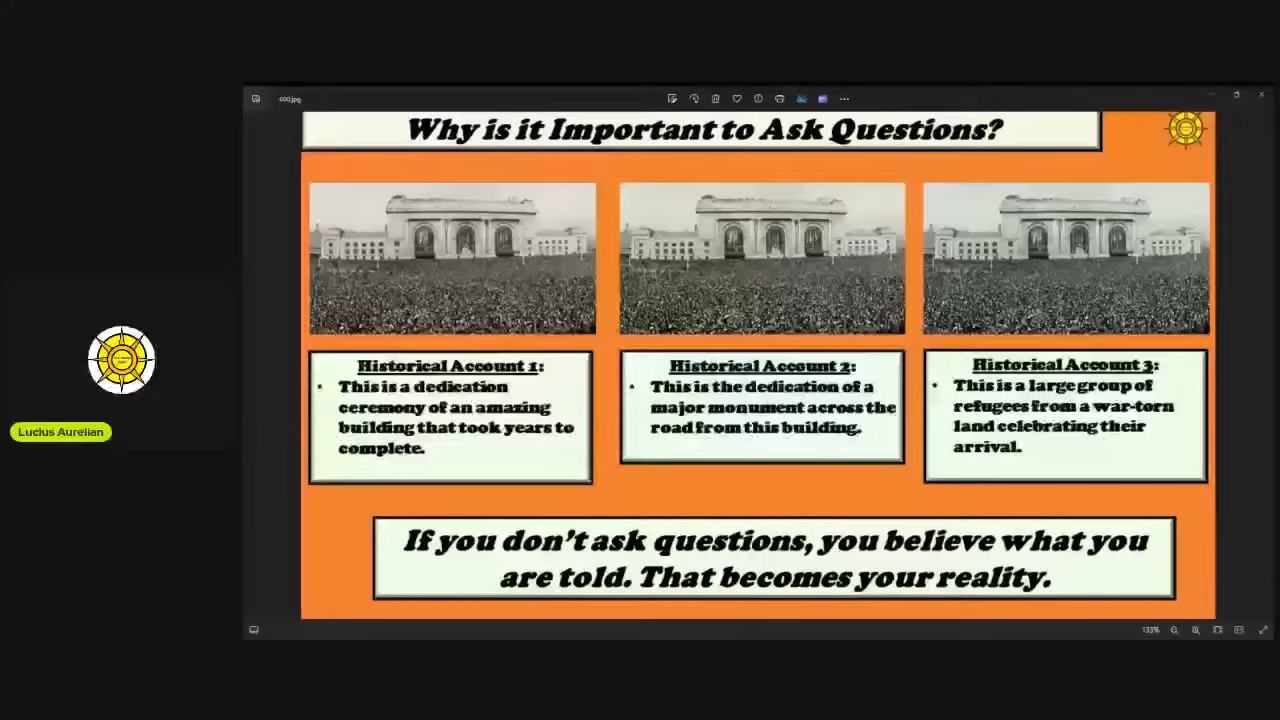 coq.jpg
Why is it Important to Ask Questions?
Historical Account 1:
• This is a dedication
ceremony of an amazing
building that took years to
complete.
Historical Account 2:
• This is the dedication of a
major monument across the
road from this building.
Historical Account 3:
• This is a large group of
refugees from a war-torn
land celebrating their
arrival.
Lucius Aurelian
If you don't ask questions, you believe what you
are told. That becomes your reality.
133%